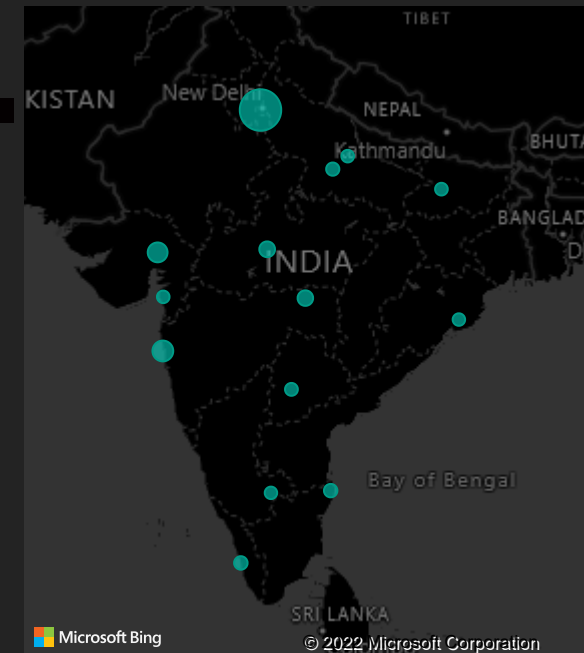 TIBET
New Delhi
KISTAN
NEPAL
Kathmandu
BHUTA
BANGLAD
D
INDIA
Bay of Bengal
SRI LANKA
Microsoft Bing
© 2022 Microsoft Corporation